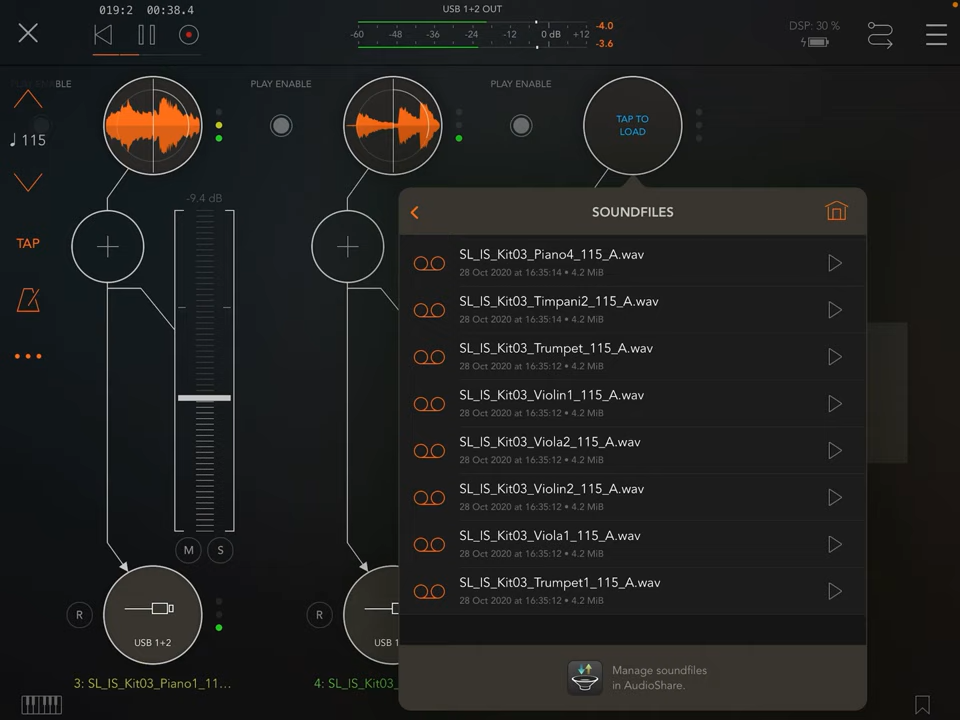 019:2 00:38.4
USB 1+2 OUT
-60 -48 -36 -24 -12 0 dB +12
-4.0
-3.6
DSP: 30 %
PLAY ENABLE
PLAY ENABLE
PLAY ENABLE
115
TAP TO
LOAD
-9.4 dB
TAP
SOUNDFILES
SL_IS_Kit03_Piano4_115_A.wav
28 Oct 2020 at 16:35:14 • 4.2 MiB
SL_IS_Kit03_Timpani2_115_A.wav
28 Oct 2020 at 16:35:14 • 4.2 MiB
SL_IS_Kit03_Trumpet_115_A.wav
28 Oct 2020 at 16:35:12 • 4.2 MiB
SL_IS_Kit03_Violin1_115_A.wav
28 Oct 2020 at 16:35:12 • 4.2 MiB
SL_IS_Kit03_Viola2_115_A.wav
28 Oct 2020 at 16:35:12 • 4.2 MiB
SL_IS_Kit03_Violin2_115_A.wav
28 Oct 2020 at 16:35:12 • 4.2 MiB
SL_IS_Kit03_Viola1_115_A.wav
28 Oct 2020 at 16:35:12 • 4.2 MiB
SL_IS_Kit03_Trumpet1_115_A.wav
28 Oct 2020 at 16:35:12 • 4.2 MiB
M S
R
USB 1+2
R
USB 1
3: SL_IS_Kit03_Piano1_11...
4: SL_IS_Kit03_
Manage soundfiles
in AudioShare.